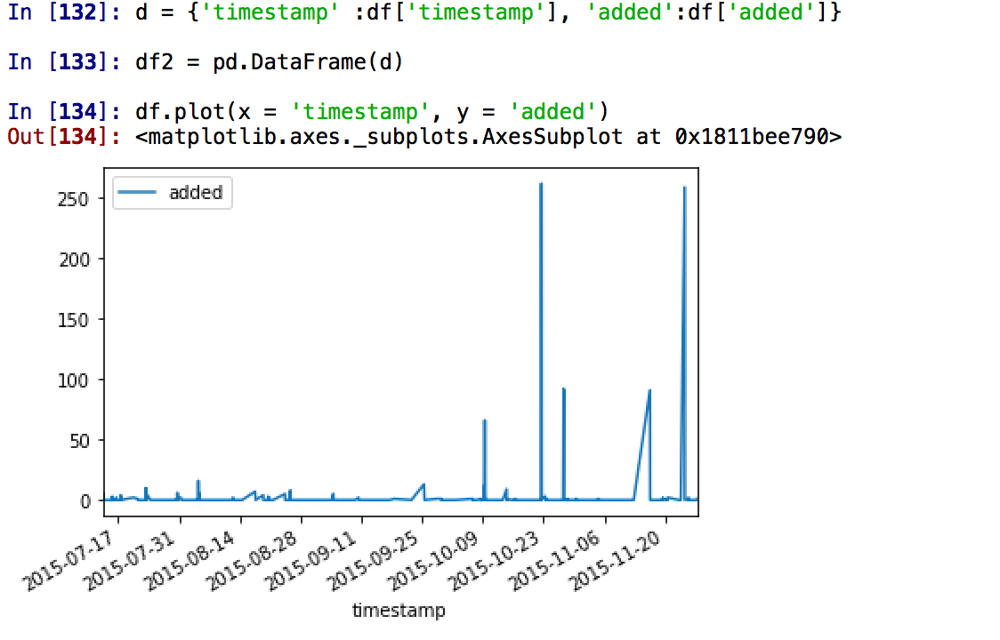 In [132]: d = {'timestamp' :df['timestamp'], 'added':df['added']}
In [133]: df2 = pd.DataFrame(d)
In [134]: df.plot(x = 'timestamp', y = 'added')
Out[134]: <matplotlib.axes._subplots.AxesSubplot at 0x1811bee790>
added
250
200
150
100
50
0
2015-07-17
2015-07-31
2015-08-14
2015-08-28
2015-09-11
2015-09-25
2015-10-09
2015-10-23
2015-11-06
2015-11-20
timestamp